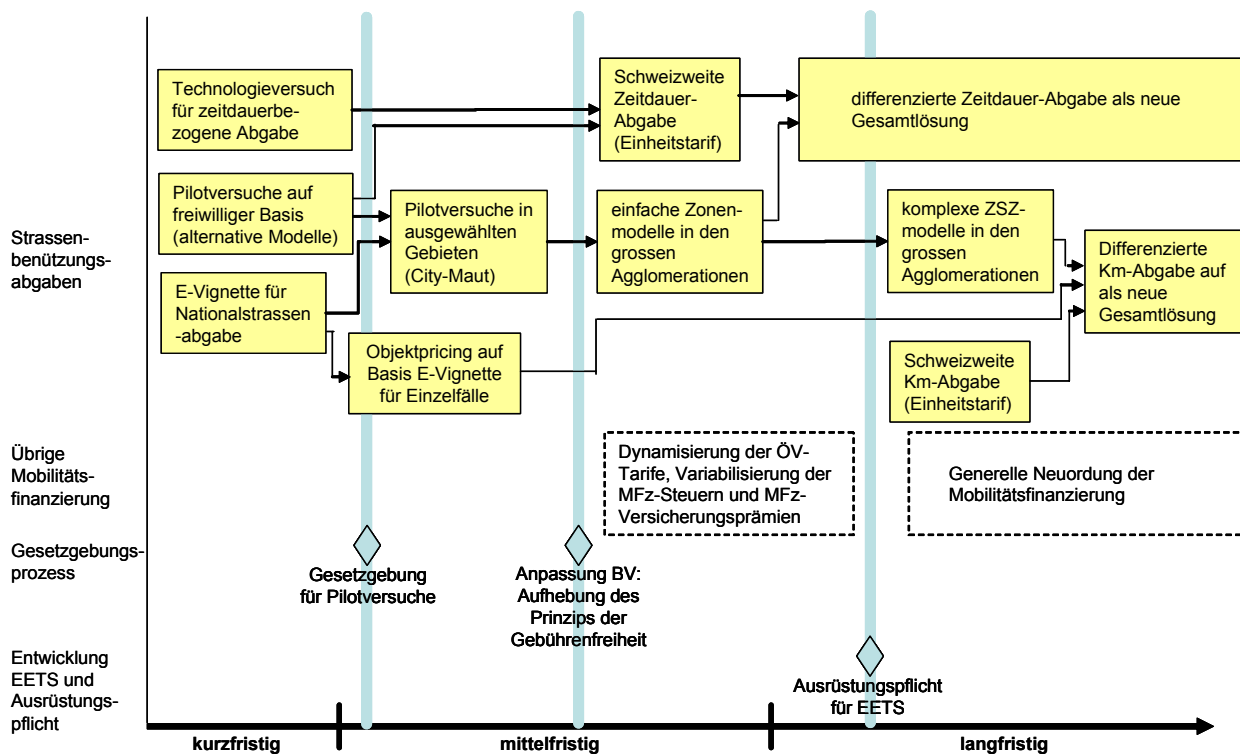 Technologieversuch
für zeitdauerbe-
zogene Abgabe
Schweizweite
Zeitdauer-
Abgabe
(Einheitstarif)
differenzierte Zeitdauer-Abgabe als neue
Gesamtlösung
Strassen-
benützungs-
abgaben
Pilotversuche auf
freiwilliger Basis
(alternative Modelle)
Pilotversuche in
ausgewählten
Gebieten
(City-Maut)
einfache Zonen-
modelle in den
grossen
Agglomerationen
komplexe ZSZ-
modelle in den
grossen
Agglomerationen
Differenzierte
Km-Abgabe auf
als neue
Gesamtlösung
E-Vignette für
Nationalstrassen
-abgabe
Objektpricing auf
Basis E-Vignette
für Einzelfälle
Schweizweite
Km-Abgabe
(Einheitstarif)
Übrige
Mobilitäts-
finanzierung
Dynamisierung der ÖV-
Tarife, Variabilisierung der
MFz-Steuern und MFz-
Versicherungsprämien
Generelle Neuordung der
Mobilitätsfinanzierung
Gesetzgebungs-
prozess
Gesetzgebung
für Pilotversuche
Anpassung BV:
Aufhebung des
Prinzips der
Gebührenfreiheit
Entwicklung
EETS und
Ausrüstungs-
pflicht
Ausrüstungspflicht
für EETS
kurzfristig
mittelfristig
langfristig